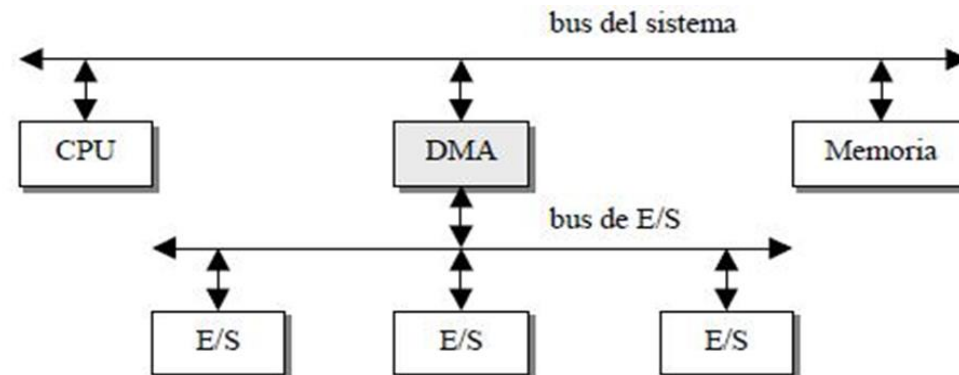 bus del sistema
CPU
DMA
Memoria
bus de E/S
E/S
E/S
E/S